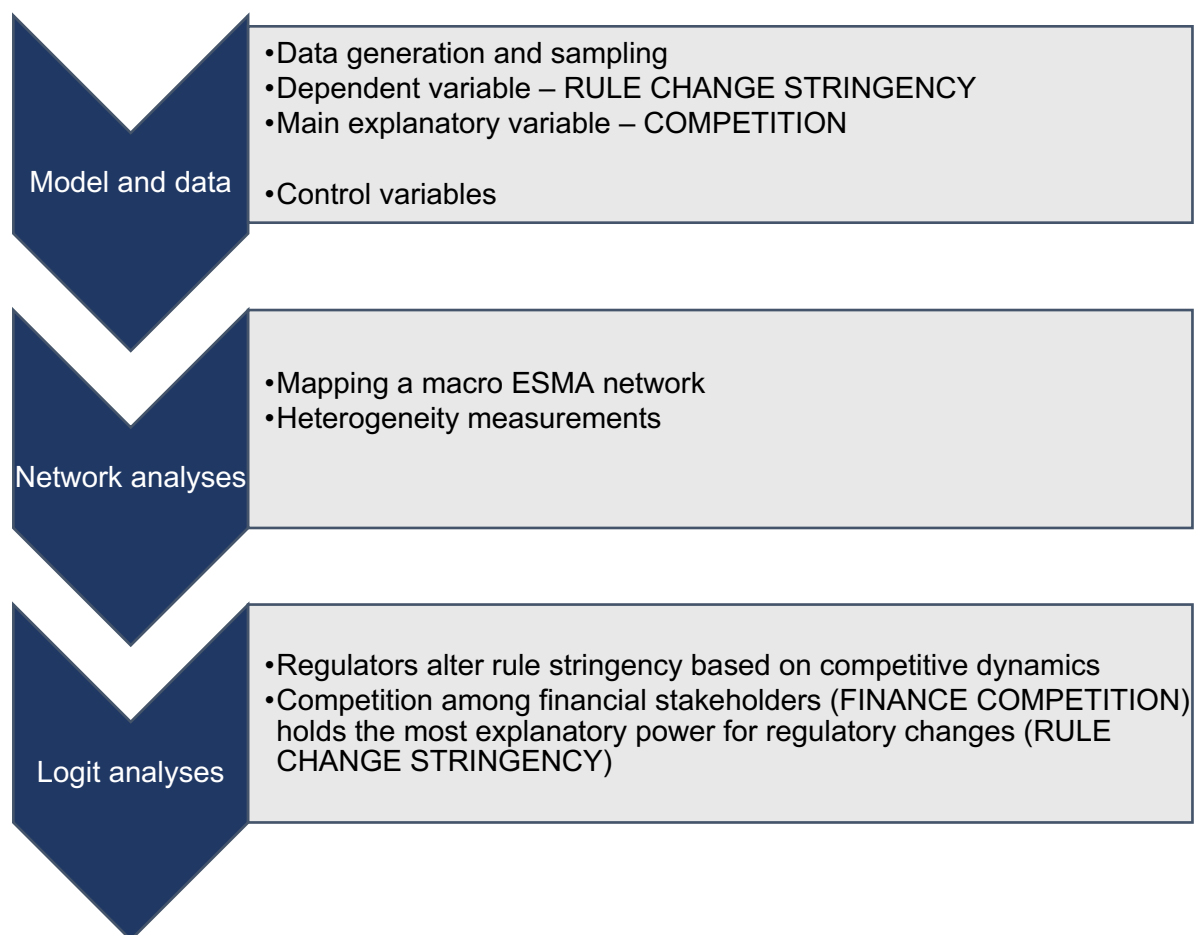 Model and data
•Data generation and sampling
•Dependent variable – RULE CHANGE STRINGENCY
•Main explanatory variable – COMPETITION
•Control variables
Network analyses
•Mapping a macro ESMA network
•Heterogeneity measurements
Logit analyses
•Regulators alter rule stringency based on competitive dynamics
•Competition among financial stakeholders (FINANCE COMPETITION)
holds the most explanatory power for regulatory changes (RULE
CHANGE STRINGENCY)